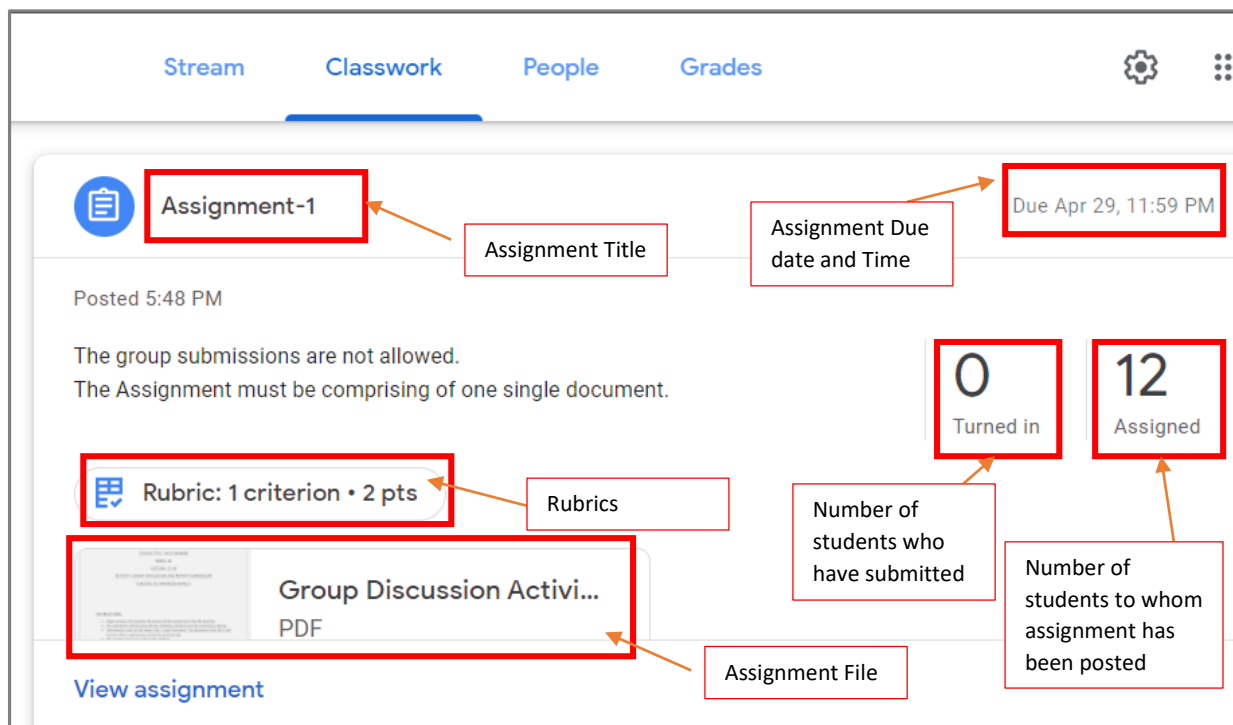 Stream Classwork People Grades
Assignment-1
Due Apr 29, 11:59 PM
Assignment Title
Assignment Due
date and Time
Posted 5:48 PM
The group submissions are not allowed.
The Assignment must be comprising of one single document.
0
Turned in
12
Assigned
Rubric: 1 criterion • 2 pts
Rubrics
Number of
students who
have submitted
Number of
students to whom
assignment has
been posted
Group Discussion Activi...
PDF
Assignment File
View assignment